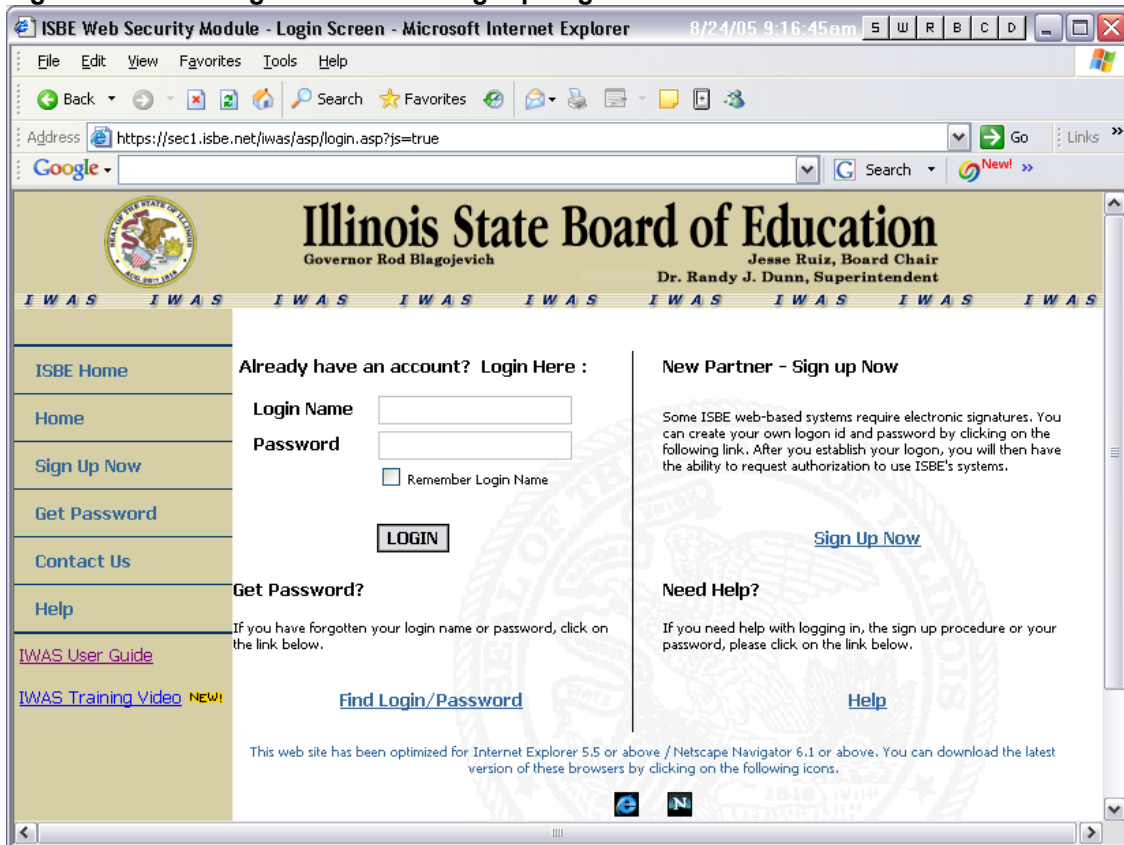 ISBE Web Security Module - Login Screen - Microsoft Internet Explorer 8/24/05 9:16:45am S W R B C D
File Edit View Favorites Tools Help
Back Search Favorites
Address https://sec1.isbe.net/iwas/asp/login.asp?js=true Go Links »
Google Search New! »
SEAL OF THE STATE OF ILLINOIS
AUG. 26TH 1818
Illinois State Board of Education
Governor Rod Blagojevich
Jesse Ruiz, Board Chair
Dr. Randy J. Dunn, Superintendent
IWAS IWAS IWAS IWAS IWAS IWAS IWAS IWAS IWAS
ISBE Home
Home
Sign Up Now
Get Password
Contact Us
Help
IWAS User Guide
IWAS Training Video NEW!
Already have an account? Login Here :
Login Name
Password
Remember Login Name
LOGIN
Get Password?
If you have forgotten your login name or password, click on
the link below.
Find Login/Password
New Partner - Sign up Now
Some ISBE web-based systems require electronic signatures. You
can create your own logon id and password by clicking on the
following link. After you establish your logon, you will then have
the ability to request authorization to use ISBE's systems.
Sign Up Now
Need Help?
If you need help with logging in, the sign up procedure or your
password, please click on the link below.
Help
This web site has been optimized for Internet Explorer 5.5 or above / Netscape Navigator 6.1 or above. You can download the latest
version of these browsers by clicking on the following icons.
N